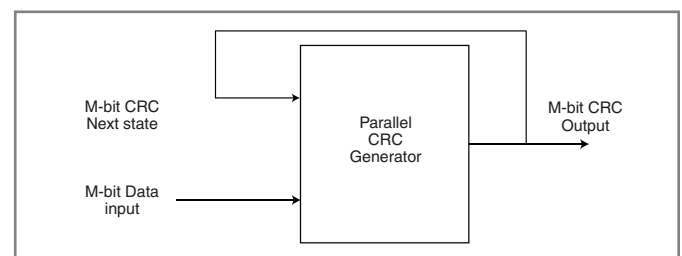 M-bit CRC
Next state
M-bit Data
input
Parallel
CRC
Generator
M-bit CRC
Output